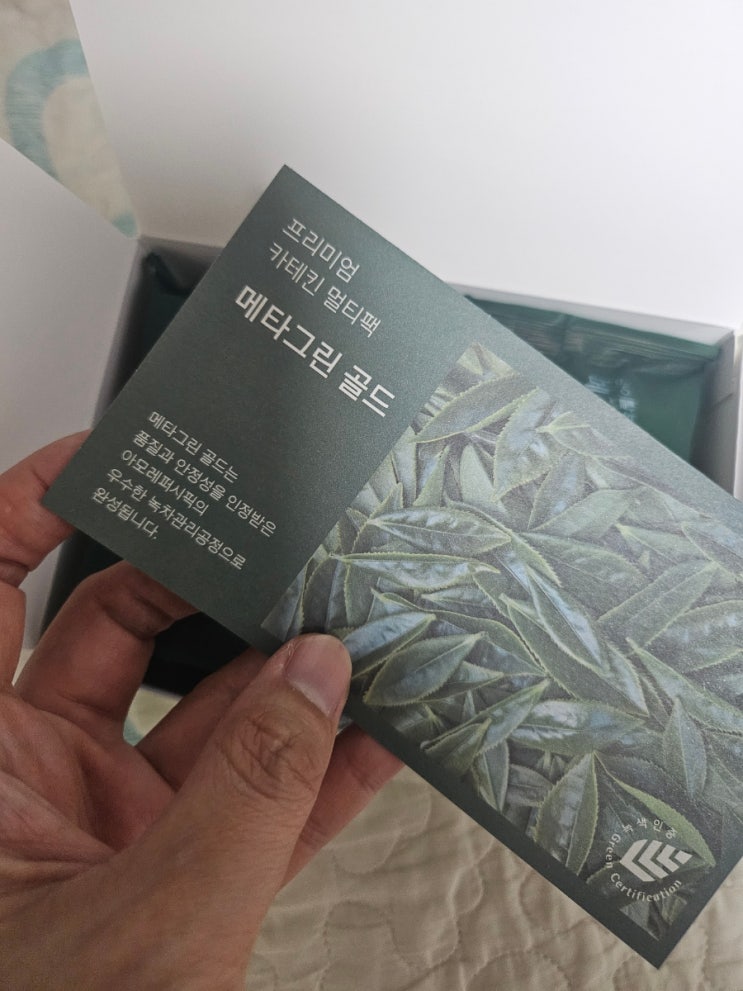 프리미엄
카테킨 멀티팩
메타그린 골드
메타그린 골드는
품질과 안정성을 인정받은
아모레퍼시픽의
우수한 녹차관리공정으로
완성됩니다.
녹색인증
Green Certification